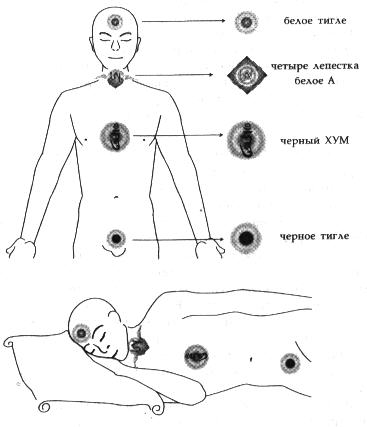 белое тигле
четыре лепестка
белое А
черный ХУМ
черное тигле